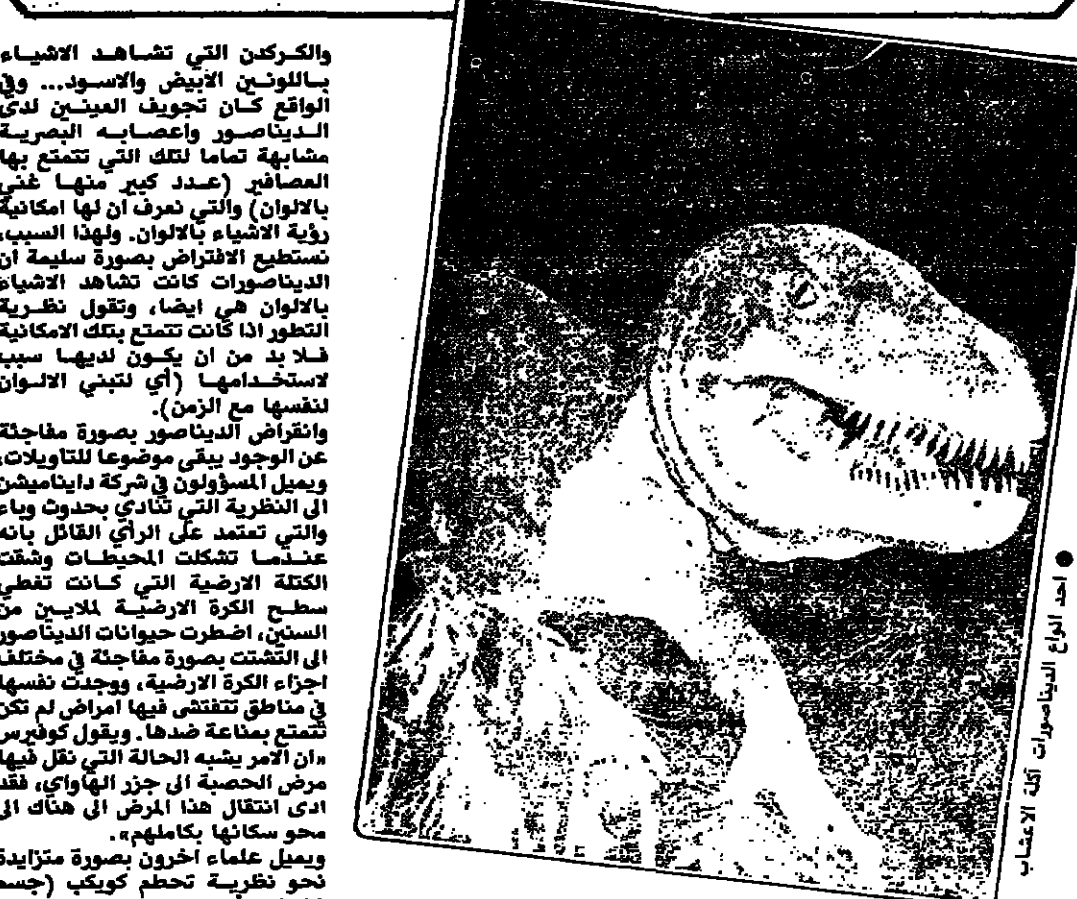 والكركدن التي تشاهد الاشياء
باللونين الابيض والاسود... وفي
الواقع كان تجويف العينين لدى
الديناصور واعصابه البصرية
مشابهة تماما لتلك التي تتمتع بها
العصافير (عدد كبير منها غني
بالالوان) والتي نعرف ان لها امكانية
رؤية الاشياء بالالوان. ولهذا السبب،
نستطيع الافتراض بصورة سليمة ان
الديناصورات كانت تشاهد الاشياء
بالالوان هي ايضا، وتقول نظرية
التطور اذا كانت تتمتع بتلك الامكانية
فلا بد من ان يكون لديها سبب
لاستخدامها (أي لتبني الالوان
لنفسها مع الزمن).
وانقراض الديناصور بصورة مفاجئة
عن الوجود يبقى موضوعا للتاويلات،
ويميل المسؤولون في شركة دايناميشن
الى النظرية التي تنادي بحدوث وباء
والتي تعتمد على الرأي القائل بانه
عندما تشكلت المحيطات وشقت
الكتلة الارضية التي كانت تغطي
سطح الكرة الارضية لملايين من
السنين، اضطرت حيوانات الديناصور
الى التشتت بصورة مفاجئة في مختلف
اجزاء الكرة الارضية، ووجدت نفسها
في مناطق تتفشى فيها امراض لم تكن
تتمتع بمناعة ضدها. ويقول كوفيرس
«ان الامر يشبه الحالة التي نقل فيها
مرض الحصبة الى جزر الهاواي، فقد
ادى انتقال هذا المرض الى هناك الى
محو سكانها بكاملهم».
ويميل علماء اخرون بصورة متزايدة
نحو نظرية تحطم كويكب (جسم
● احد انواع الديناصورات آكلة الاعشاب